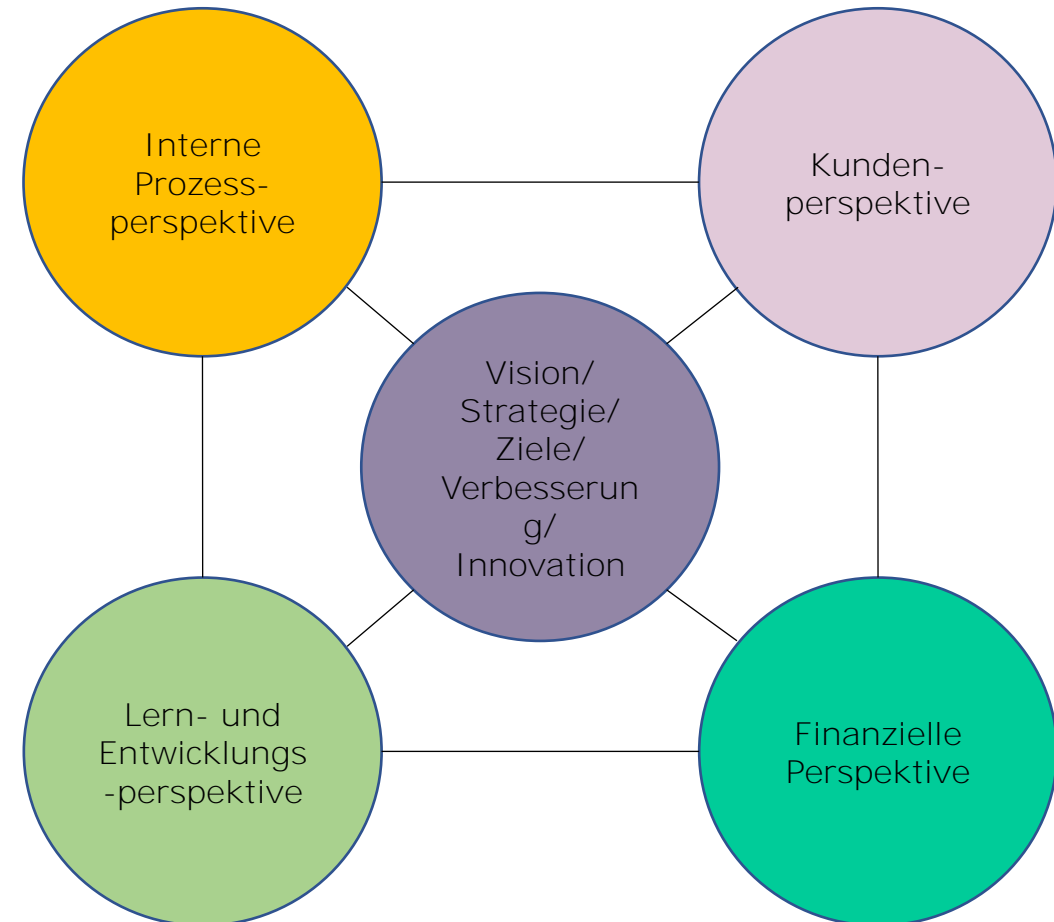 Interne
Prozess-
perspektive
Kunden-
perspektive
Vision/
Strategie/
Ziele/
Verbesserun
g/
Innovation
Lern- und
Entwicklungs
-perspektive
Finanzielle
Perspektive